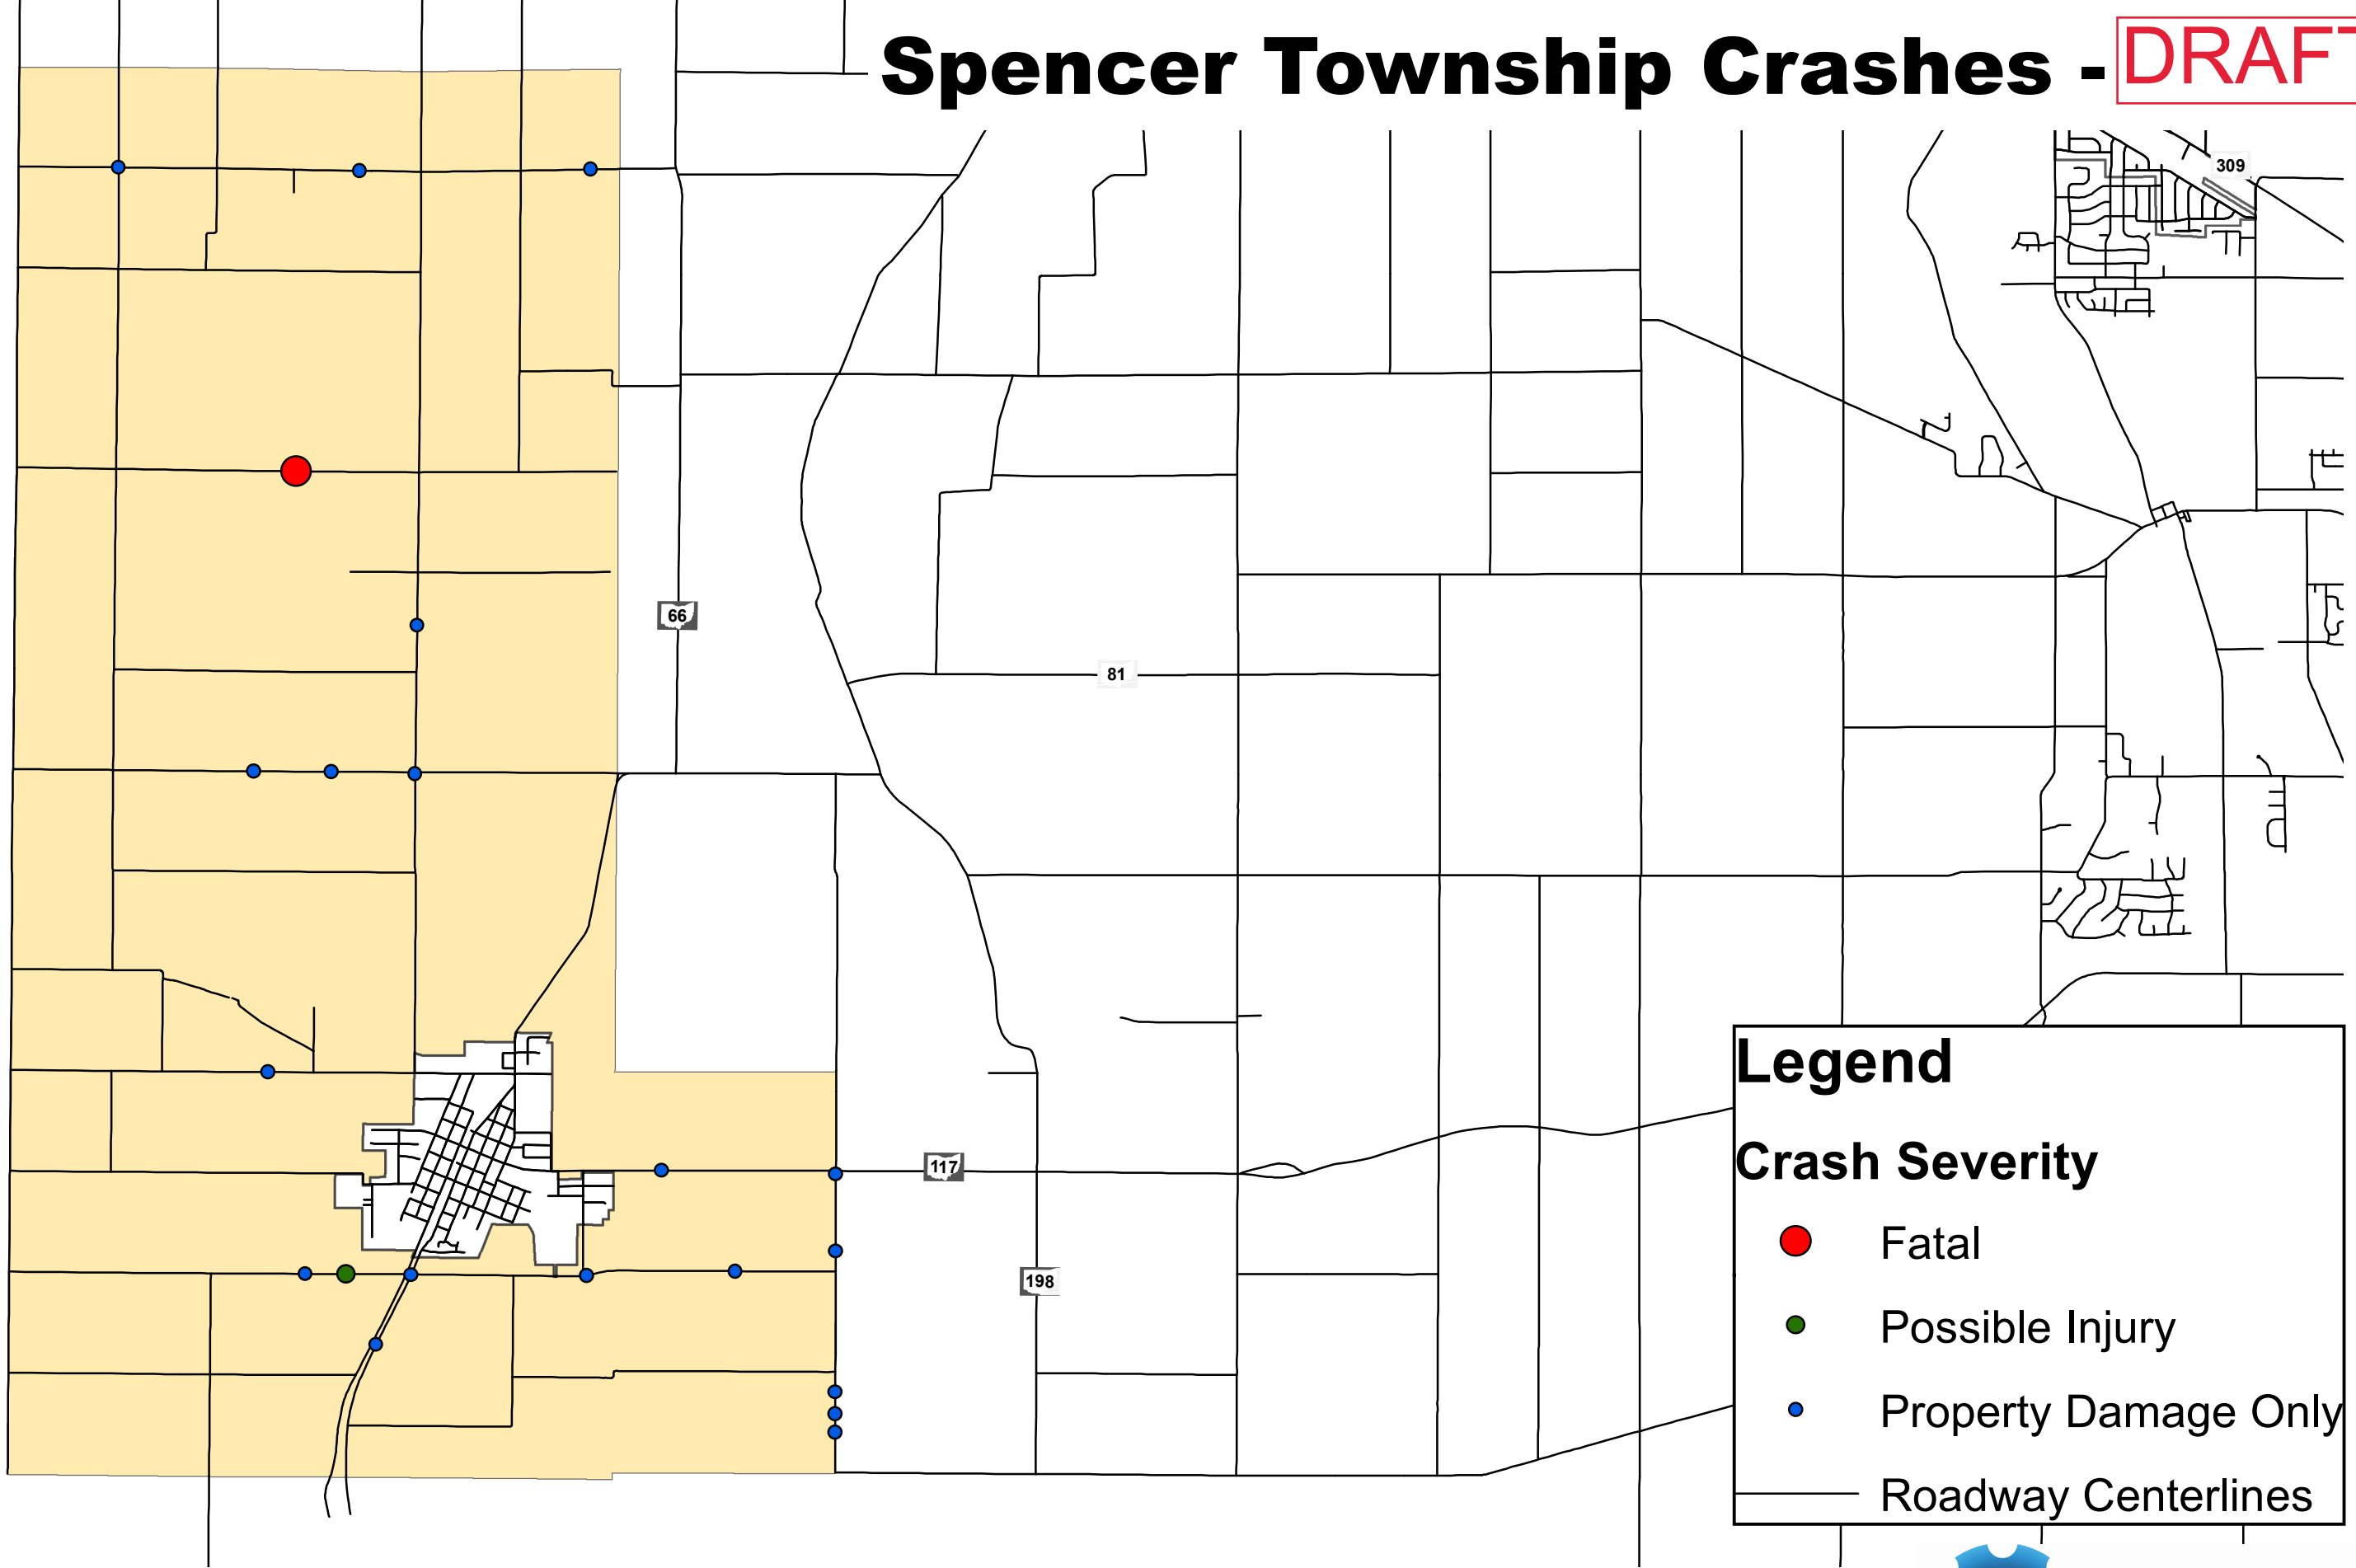 Spencer Township Crashes - DRAFT
309
66
81
117
198
Legend
Crash Severity
Fatal
Possible Injury
Property Damage Only
Roadway Centerlines